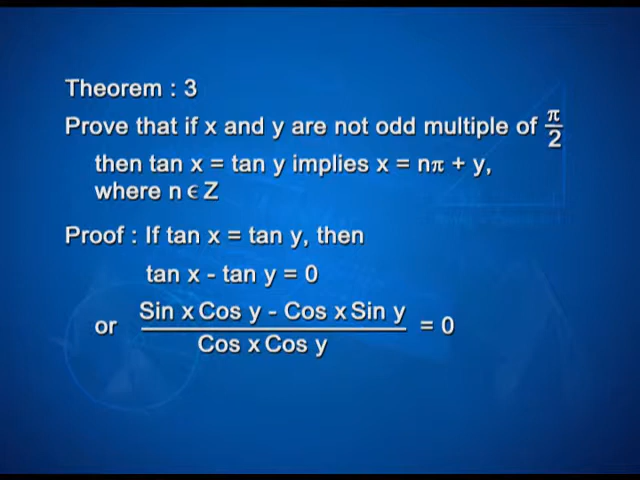 Theorem : 3
Prove that if x and y are not odd multiple of π/2
then tan x = tan y implies x = nπ + y,
where n ϵ Z
Proof : If tan x = tan y, then
tan x - tan y = 0
or (Sin x Cos y - Cos x Sin y)/(Cos x Cos y) = 0